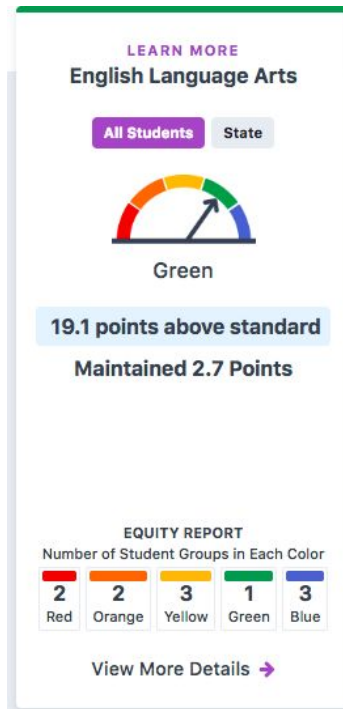 LEARN MORE
English Language Arts
All Students State
Green
19.1 points above standard
Maintained 2.7 Points
EQUITY REPORT
Number of Student Groups in Each Color
2 2 3 1 3
Red Orange Yellow Green Blue
View More Details